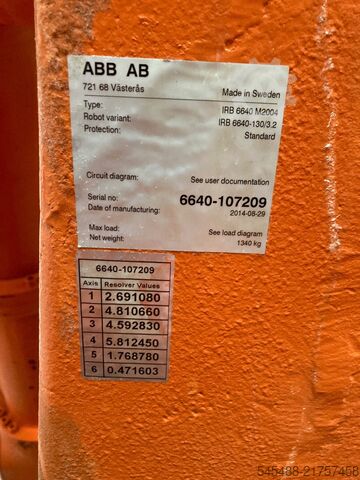 ABB AB
721 68 Västerås Made in Sweden
Type: IRB 6640 M2004
Robot variant: IRB 6640-130/3.2
Protection: Standard
Circuit diagram: See user documentation
Serial no: 6640-107209
Date of manufacturing: 2014-08-29
Max load: See load diagram
Net weight: 1340 kg
6640-107209
Axis Resolver Values
1 2.691080
2 4.810660
3 4.592830
4 5.812450
5 1.768780
6 0.471603
545488-21757458